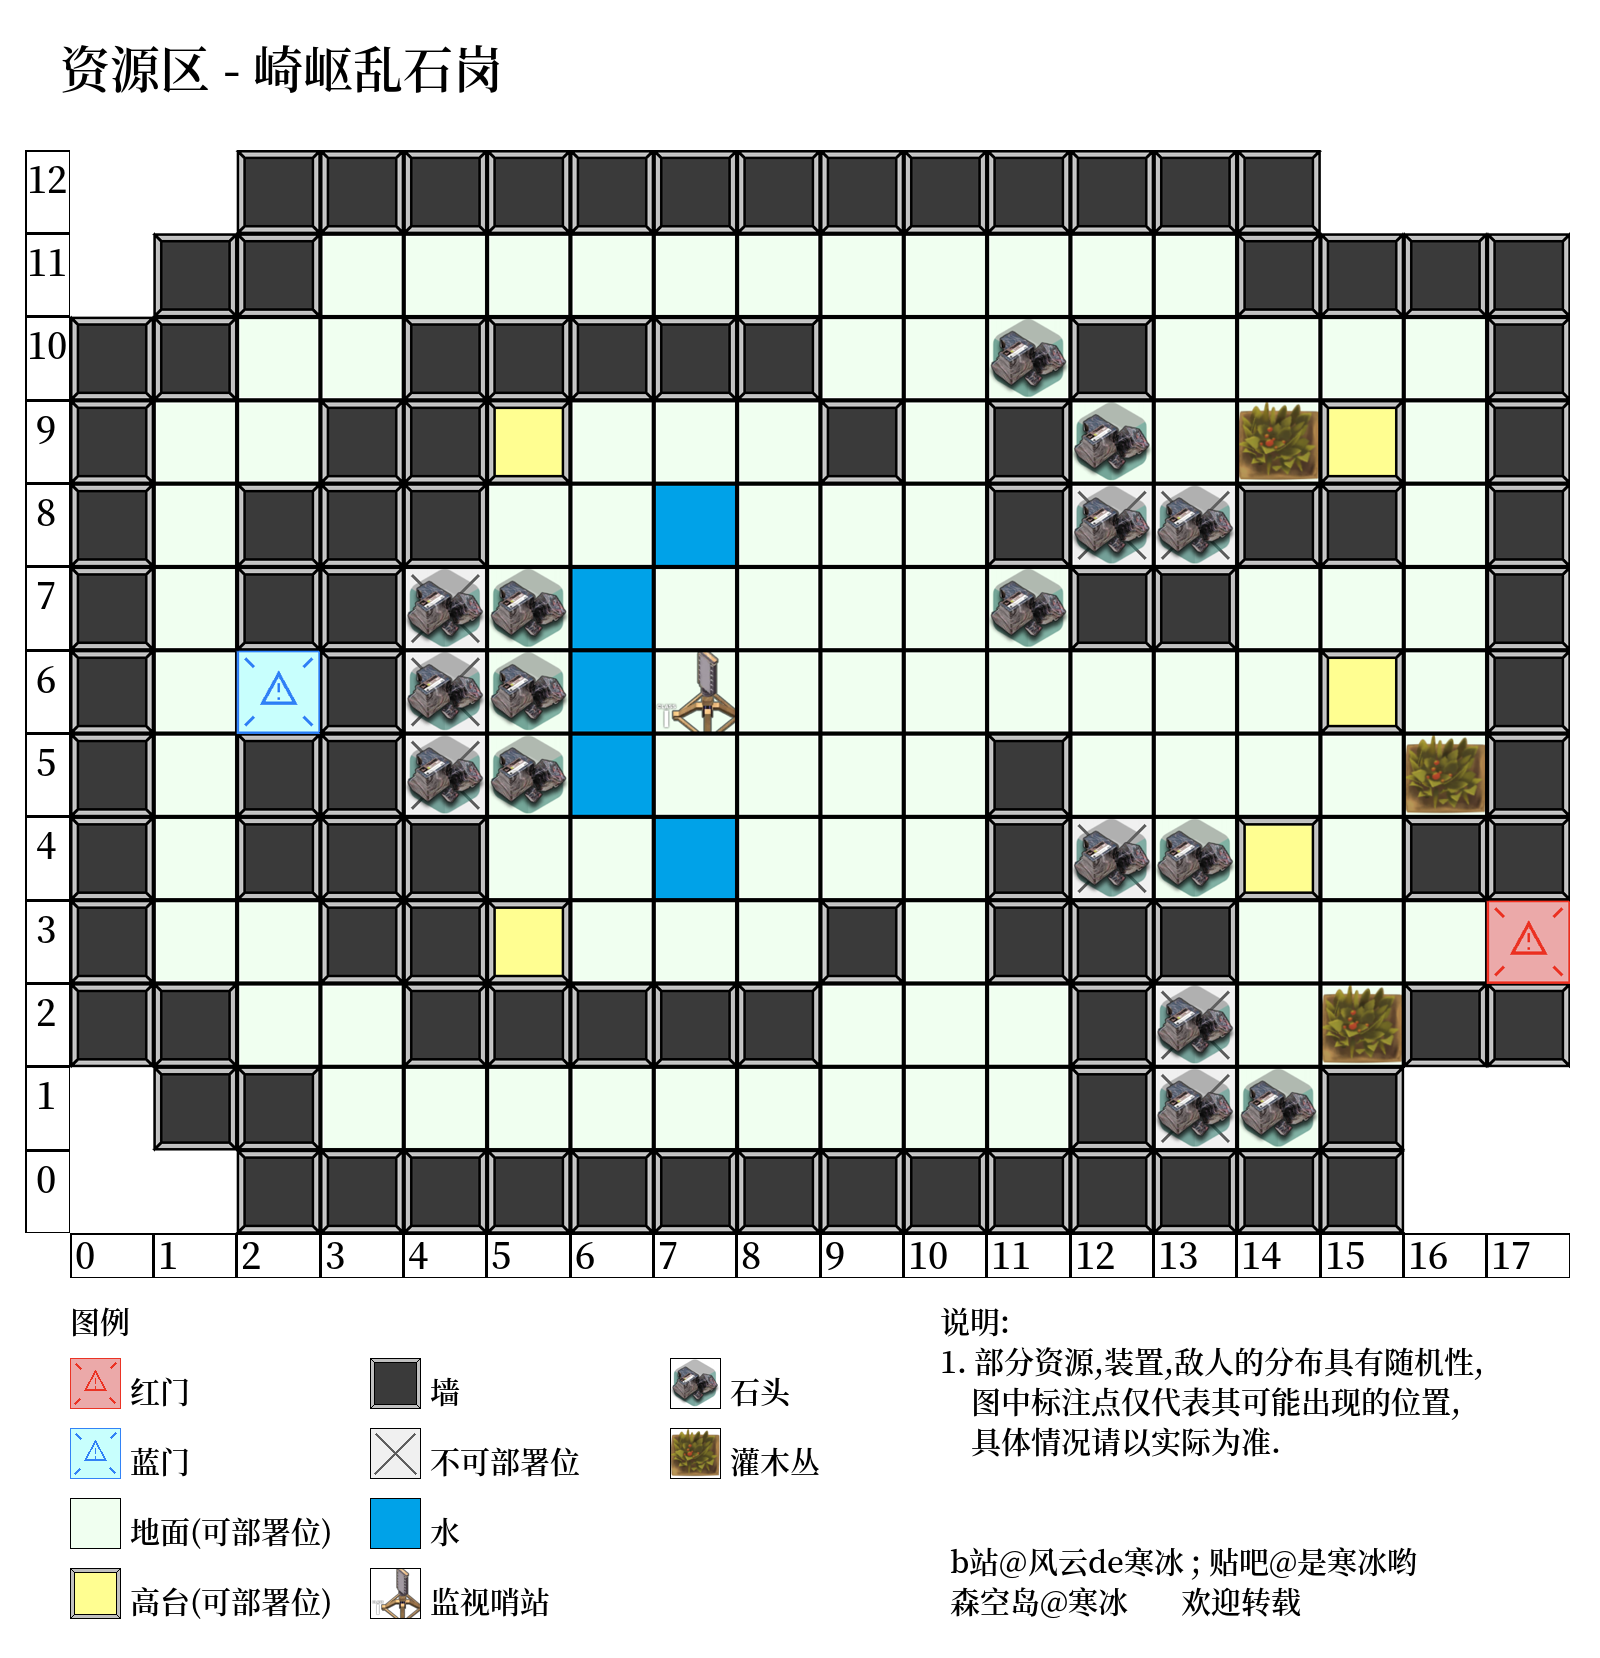 资源区 - 崎岖乱石岗
12
11
10
9
8
7
6
5
4
3
2
1
0
0 1 2 3 4 5 6 7 8 9 10 11 12 13 14 15 16 17
图例
红门
墙
石头
蓝门
不可部署位
灌木丛
地面(可部署位)
水
高台(可部署位)
监视哨站
说明:
1. 部分资源,装置,敌人的分布具有随机性,
图中标注点仅代表其可能出现的位置,
具体情况请以实际为准.
b站@风云de寒冰 ; 贴吧@是寒冰哟
森空岛@寒冰 欢迎转载